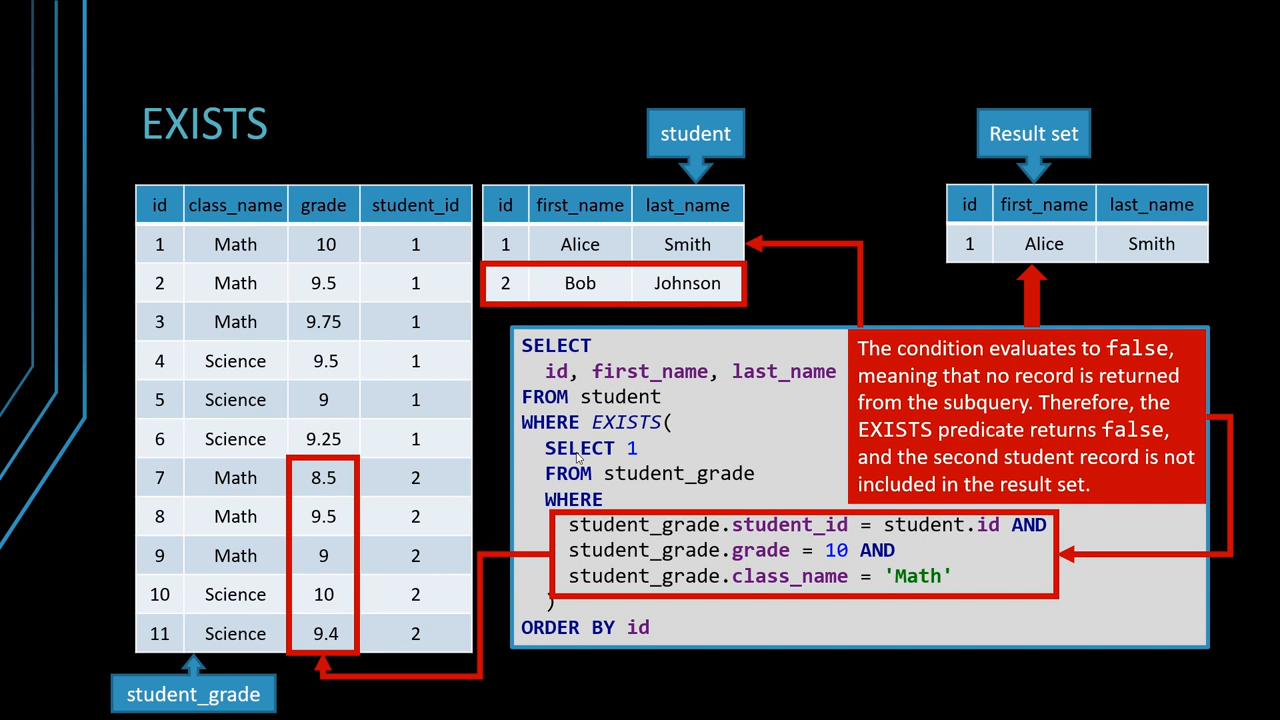 EXISTS
student
Result set
id class_name grade student_id
1 Math 10 1
2 Math 9.5 1
3 Math 9.75 1
4 Science 9.5 1
5 Science 9 1
6 Science 9.25 1
7 Math 8.5 2
8 Math 9.5 2
9 Math 9 2
10 Science 10 2
11 Science 9.4 2
student_grade
id first_name last_name
1 Alice Smith
2 Bob Johnson
id first_name last_name
1 Alice Smith
SELECT
id, first_name, last_name
FROM student
WHERE EXISTS(
SELECT 1
FROM student_grade
WHERE
student_grade.student_id = student.id AND
student_grade.grade = 10 AND
student_grade.class_name = 'Math'
)
ORDER BY id
The condition evaluates to false,
meaning that no record is returned
from the subquery. Therefore, the
EXISTS predicate returns false,
and the second student record is not
included in the result set.